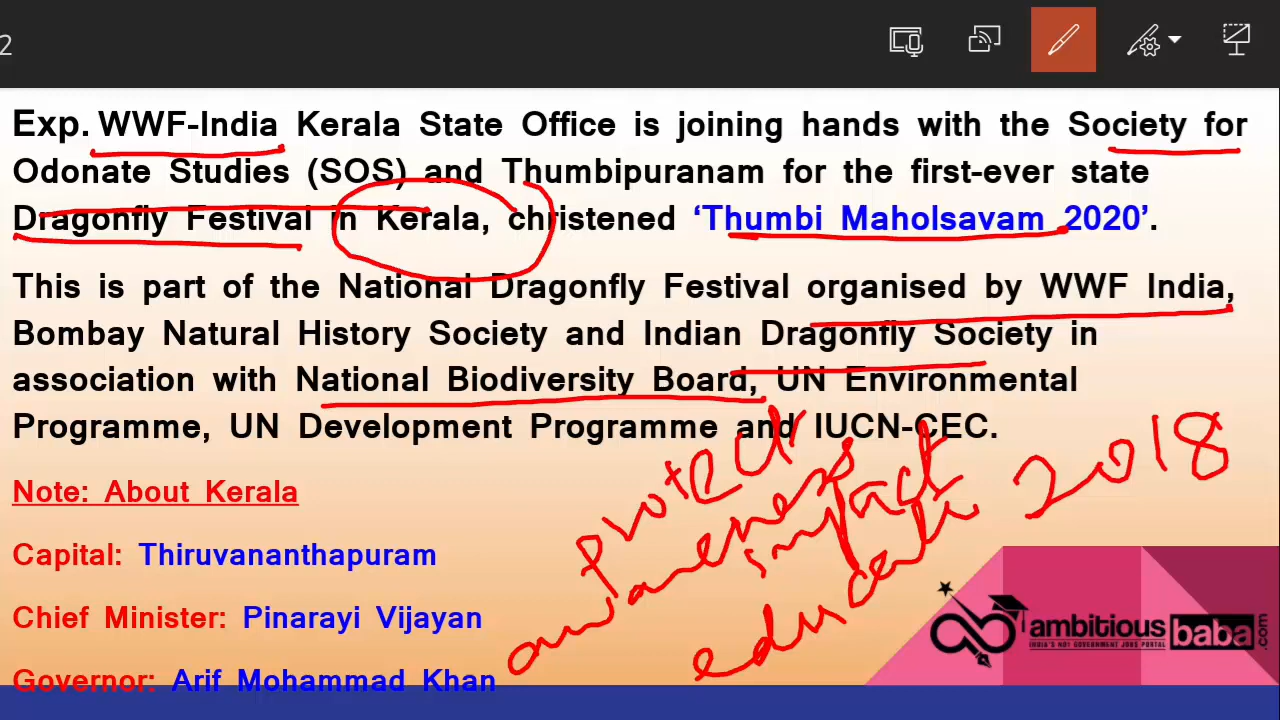 2
Exp. WWF-India Kerala State Office is joining hands with the Society for
Odonate Studies (SOS) and Thumbipuranam for the first-ever state
Dragonfly Festival in Kerala, christened ‘Thumbi Maholsavam 2020’.
This is part of the National Dragonfly Festival organised by WWF India,
Bombay Natural History Society and Indian Dragonfly Society in
association with National Biodiversity Board, UN Environmental
Programme, UN Development Programme and IUCN-CEC.
Note: About Kerala
Capital: Thiruvananthapuram
Chief Minister: Pinarayi Vijayan
Governor: Arif Mohammad Khan
protect
awareness
impact
educate
2018
ambitiousbaba.com
INDIA'S NO1 GOVERNMENT JOBS PORTAL